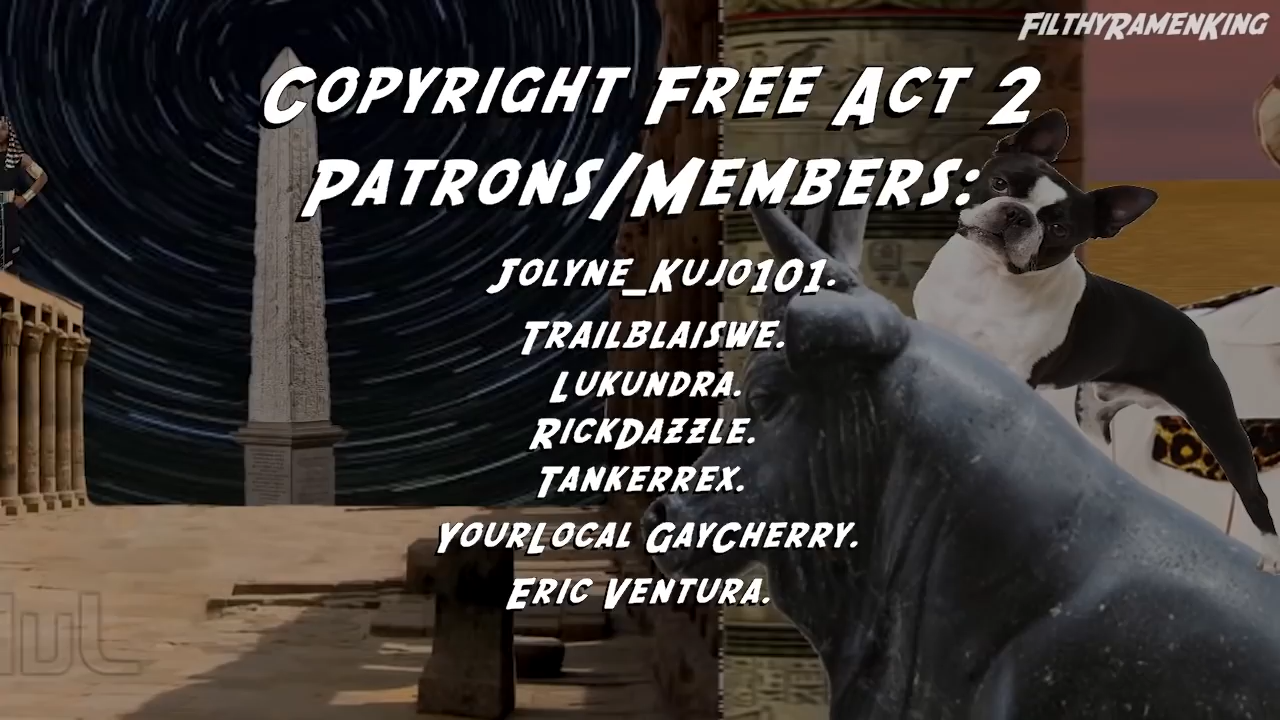 FilthyRamenKing
Copyright Free Act 2
Patrons/Members:
Jolyne_Kujo101.
Trailblaiswe.
Lukundra.
RickDazzle.
Tankerrex.
YourLocal GayCherry.
Eric Ventura.